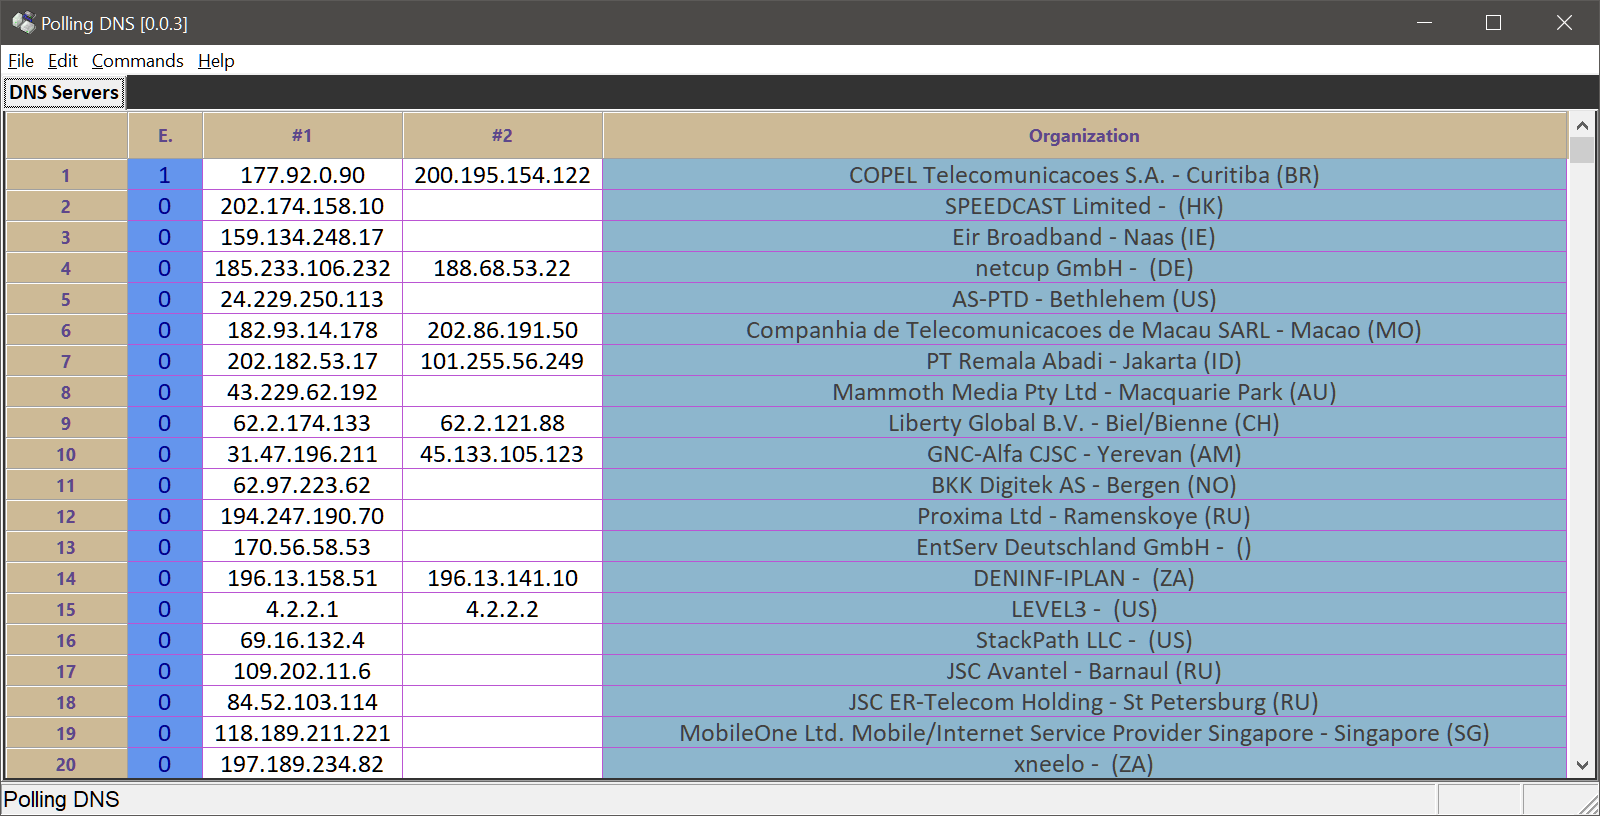 Polling DNS [0.0.3]
File Edit Commands Help
DNS Servers
E. #1 #2 Organization
1 1 177.92.0.90 200.195.154.122 COPEL Telecomunicacoes S.A. - Curitiba (BR)
2 0 202.174.158.10 SPEEDCAST Limited -  (HK)
3 0 159.134.248.17 Eir Broadband - Naas (IE)
4 0 185.233.106.232 188.68.53.22 netcup GmbH -  (DE)
5 0 24.229.250.113 AS-PTD - Bethlehem (US)
6 0 182.93.14.178 202.86.191.50 Companhia de Telecomunicacoes de Macau SARL - Macao (MO)
7 0 202.182.53.17 101.255.56.249 PT Remala Abadi - Jakarta (ID)
8 0 43.229.62.192 Mammoth Media Pty Ltd - Macquarie Park (AU)
9 0 62.2.174.133 62.2.121.88 Liberty Global B.V. - Biel/Bienne (CH)
10 0 31.47.196.211 45.133.105.123 GNC-Alfa CJSC - Yerevan (AM)
11 0 62.97.223.62 BKK Digitek AS - Bergen (NO)
12 0 194.247.190.70 Proxima Ltd - Ramenskoye (RU)
13 0 170.56.58.53 EntServ Deutschland GmbH -  ()
14 0 196.13.158.51 196.13.141.10 DENINF-IPLAN -  (ZA)
15 0 4.2.2.1 4.2.2.2 LEVEL3 -  (US)
16 0 69.16.132.4 StackPath LLC -  (US)
17 0 109.202.11.6 JSC Avantel - Barnaul (RU)
18 0 84.52.103.114 JSC ER-Telecom Holding - St Petersburg (RU)
19 0 118.189.211.221 MobileOne Ltd. Mobile/Internet Service Provider Singapore - Singapore (SG)
20 0 197.189.234.82 xneelo -  (ZA)
Polling DNS